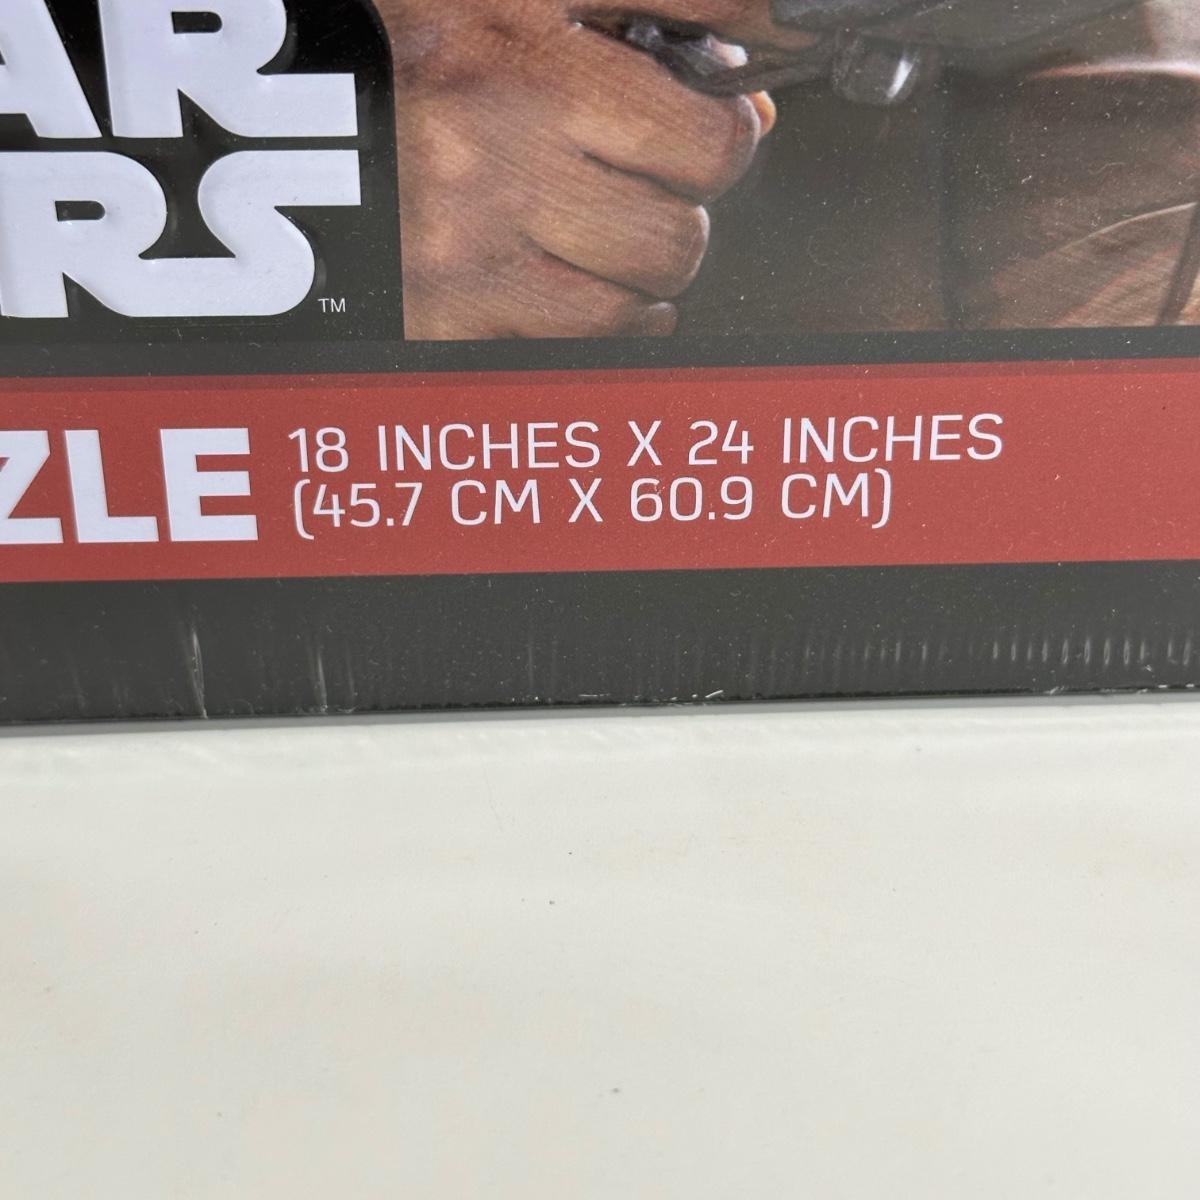 AR
RS
TM
ZLE 18 INCHES X 24 INCHES
(45.7 CM X 60.9 CM)